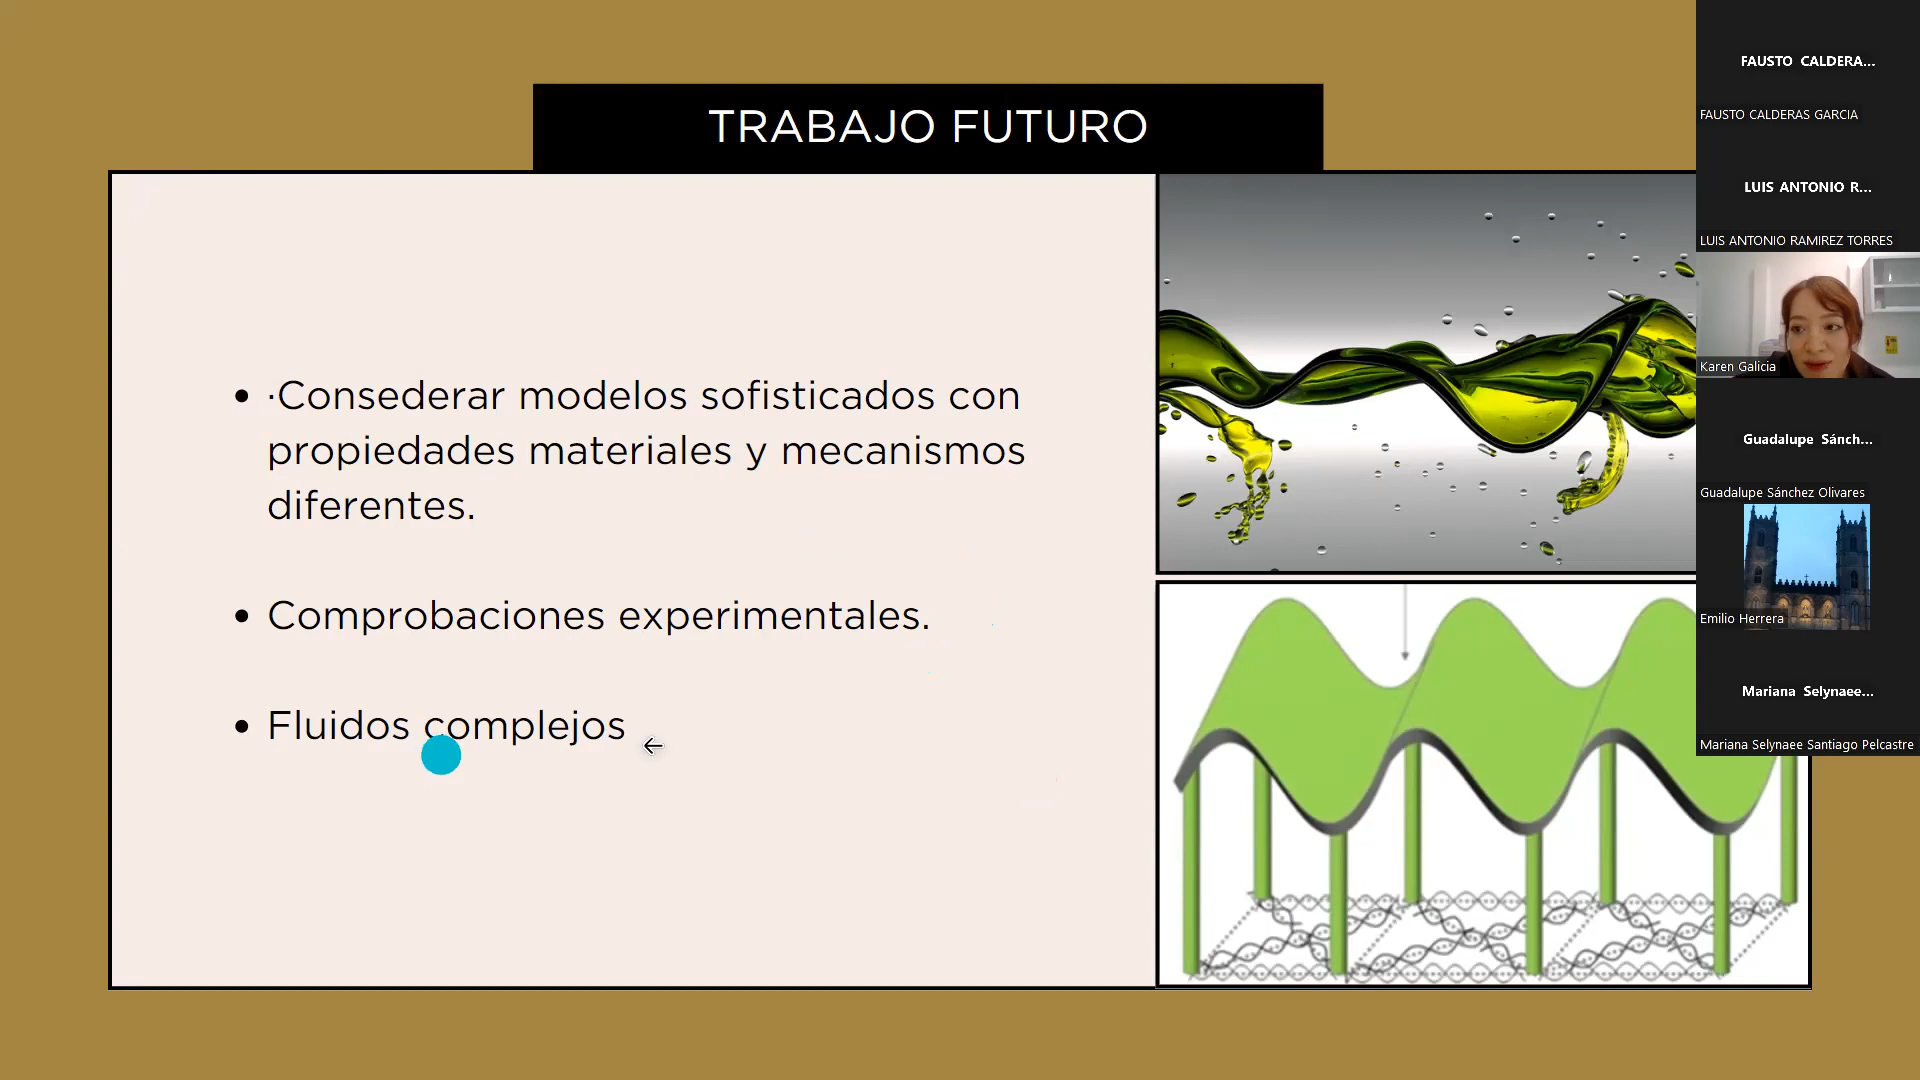 TRABAJO FUTURO
• ·Consederar modelos sofisticados con
propiedades materiales y mecanismos
diferentes.
• Comprobaciones experimentales.
• Fluidos complejos
FAUSTO CALDERA...
FAUSTO CALDERAS GARCIA
LUIS ANTONIO R...
LUIS ANTONIO RAMIREZ TORRES
Karen Galicia
Guadalupe Sánch...
Guadalupe Sánchez Olivares
Emilio Herrera
Mariana Selynaee...
Mariana Selynaee Santiago Pelcastre